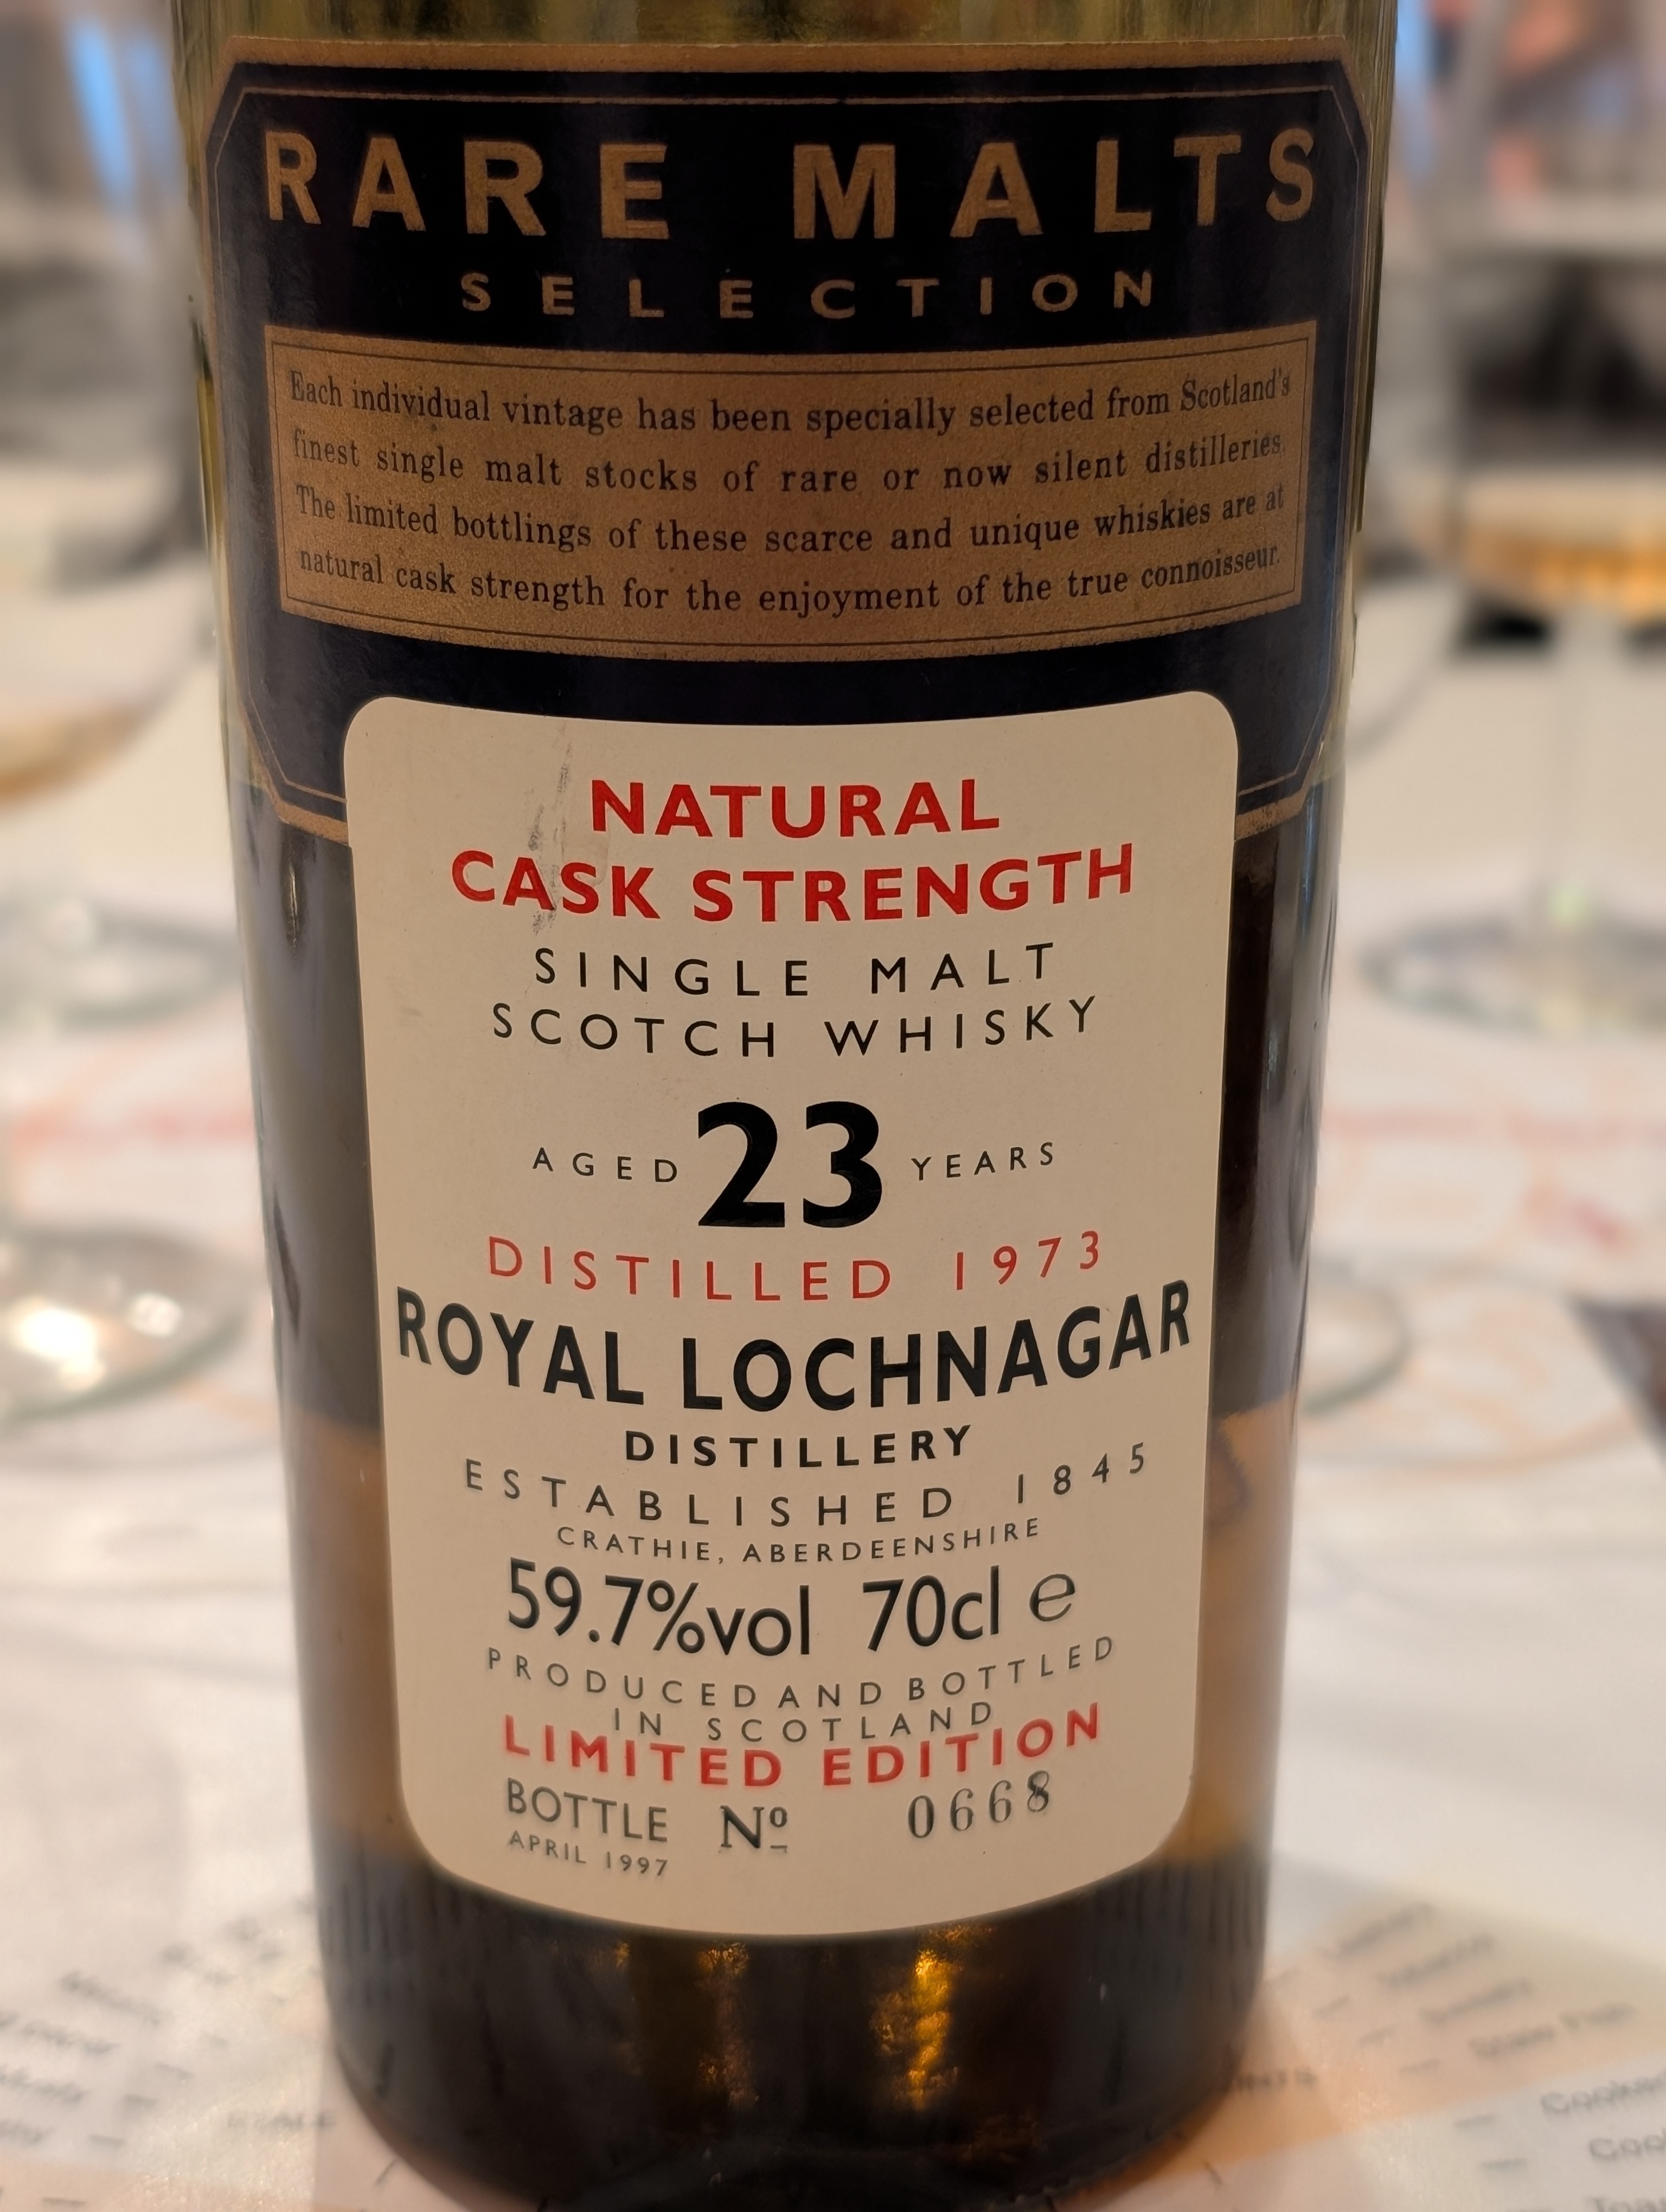 RARE MALTS
SELECTION
Each individual vintage has been specially selected from Scotland's
finest single malt stocks of rare or now silent distilleries.
The limited bottlings of these scarce and unique whiskies are at
natural cask strength for the enjoyment of the true connoisseur.
NATURAL
CASK STRENGTH
SINGLE MALT
SCOTCH WHISKY
AGED 23 YEARS
DISTILLED 1973
ROYAL LOCHNAGAR
DISTILLERY
ESTABLISHED 1845
CRATHIE, ABERDEENSHIRE
59.7%vol 70cl e
PRODUCED AND BOTTLED
IN SCOTLAND
LIMITED EDITION
BOTTLE Nº 0668
APRIL 1997